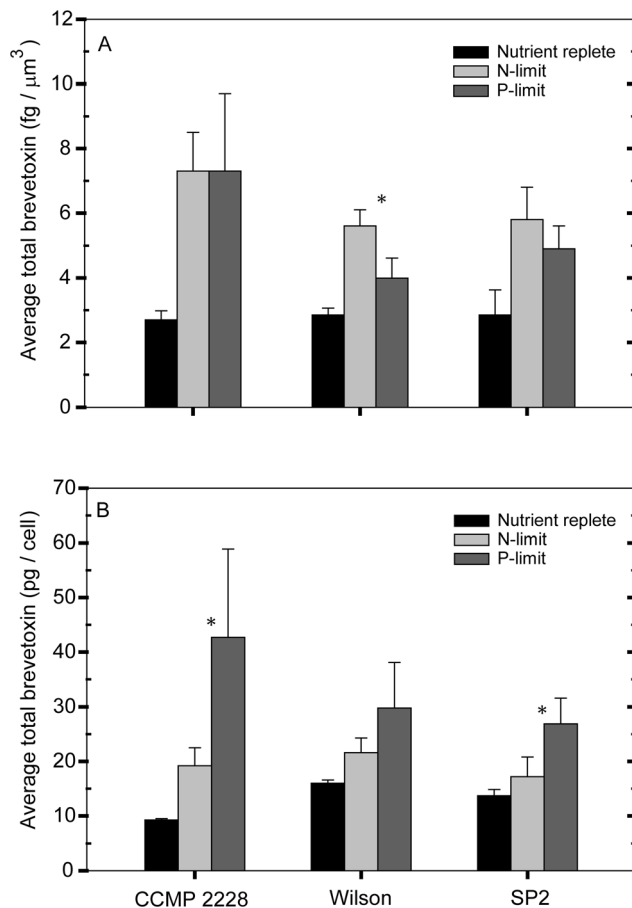 A
Nutrient replete
N-limit
P-limit
Average total brevetoxin (fg / µm³)
12
10
8
6
4
2
0
*
B
Nutrient replete
N-limit
P-limit
Average total brevetoxin (pg / cell)
70
60
50
40
30
20
10
0
*
*
CCMP 2228 Wilson SP2